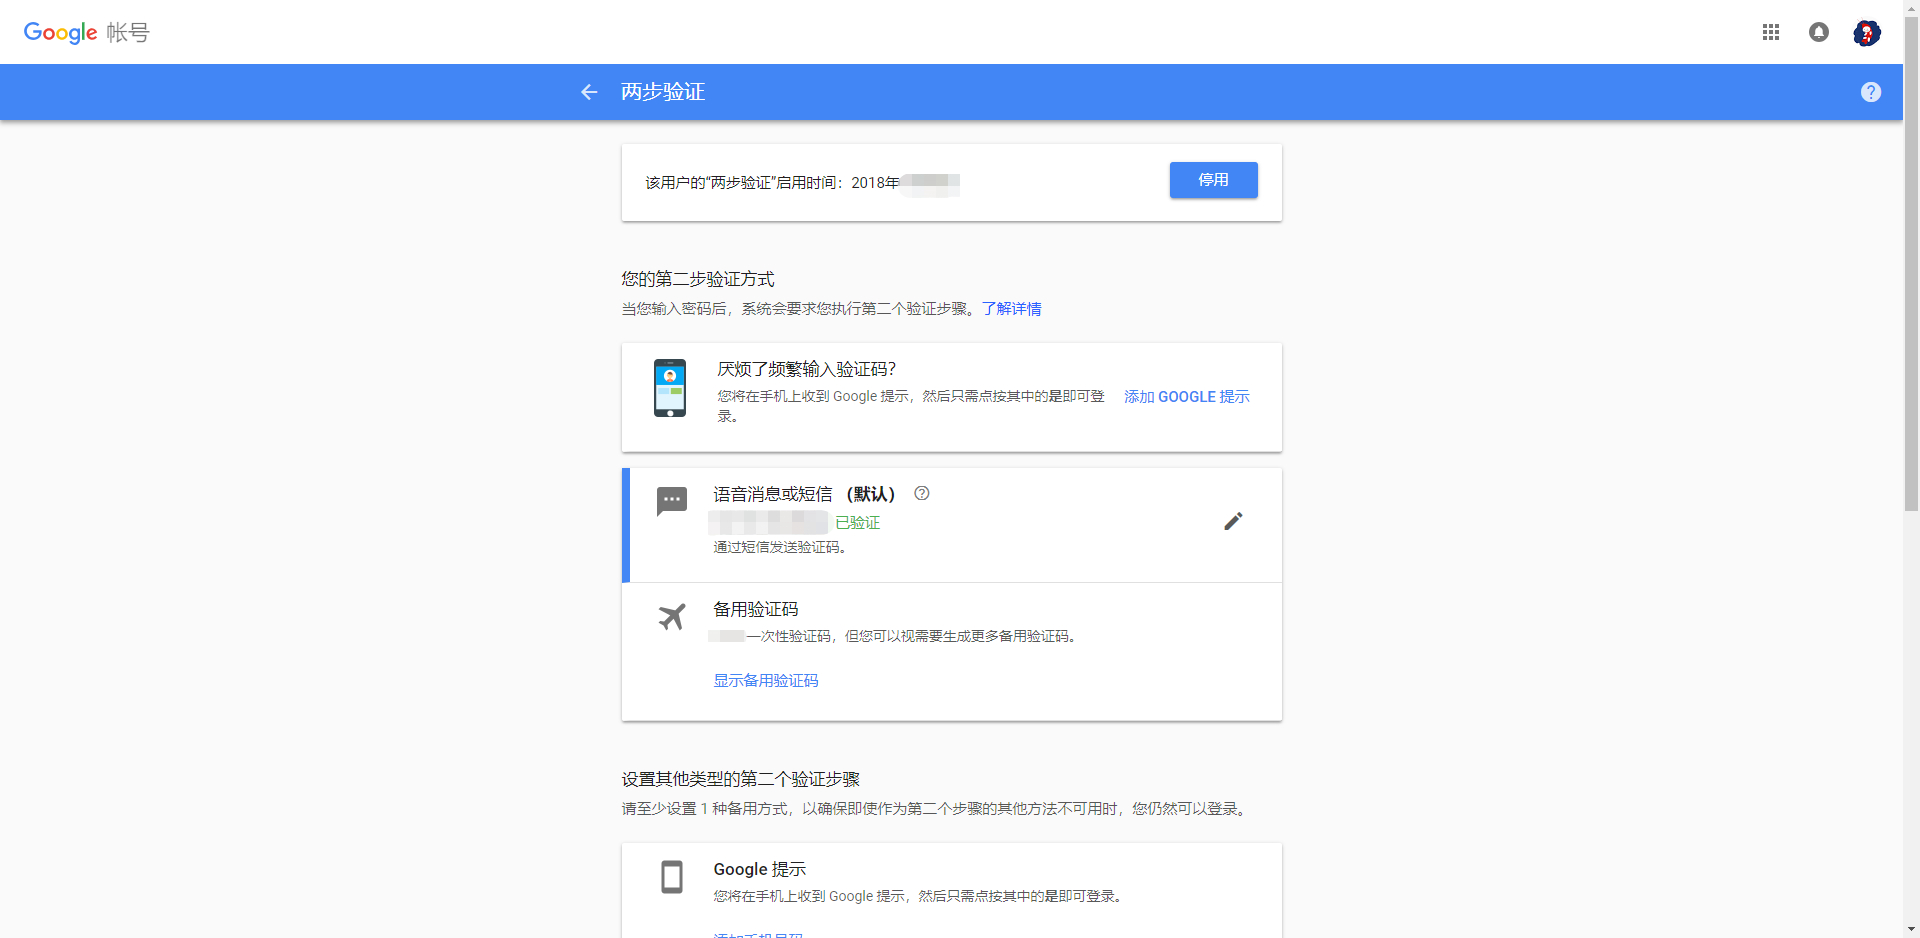 Google 帐号
两步验证
该用户的“两步验证”启用时间：2018年
停用
您的第二步验证方式
当您输入密码后，系统会要求您执行第二个验证步骤。了解详情
厌烦了频繁输入验证码？
您将在手机上收到 Google 提示，然后只需点按其中的是即可登
录。
添加 GOOGLE 提示
语音消息或短信 （默认）
已验证
通过短信发送验证码。
备用验证码
一次性验证码，但您可以视需要生成更多备用验证码。
显示备用验证码
设置其他类型的第二个验证步骤
请至少设置 1 种备用方式，以确保即使作为第二个步骤的其他方法不可用时，您仍然可以登录。
Google 提示
您将在手机上收到 Google 提示，然后只需点按其中的是即可登录。